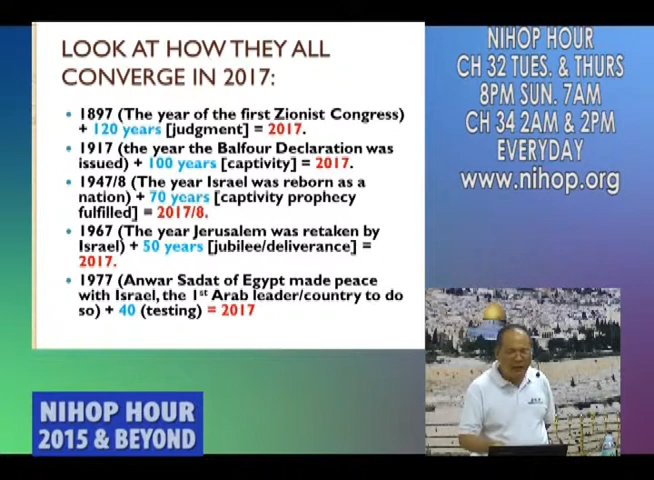 LOOK AT HOW THEY ALL
CONVERGE IN 2017:
• 1897 (The year of the first Zionist Congress)
+ 120 years [judgment] = 2017.
• 1917 (the year the Balfour Declaration was
issued) + 100 years [captivity] = 2017.
• 1947/8 (The year Israel was reborn as a
nation) + 70 years [captivity prophecy
fulfilled] = 2017/8.
• 1967 (The year Jerusalem was retaken by
Israel) + 50 years [jubilee/deliverance] =
2017.
• 1977 (Anwar Sadat of Egypt made peace
with Israel, the 1st Arab leader/country to do
so) + 40 (testing) = 2017
NIHOP HOUR
CH 32 TUES. & THURS
8PM SUN. 7AM
CH 34 2AM & 2PM
EVERYDAY
www.nihop.org
NIHOP HOUR
2015 & BEYOND